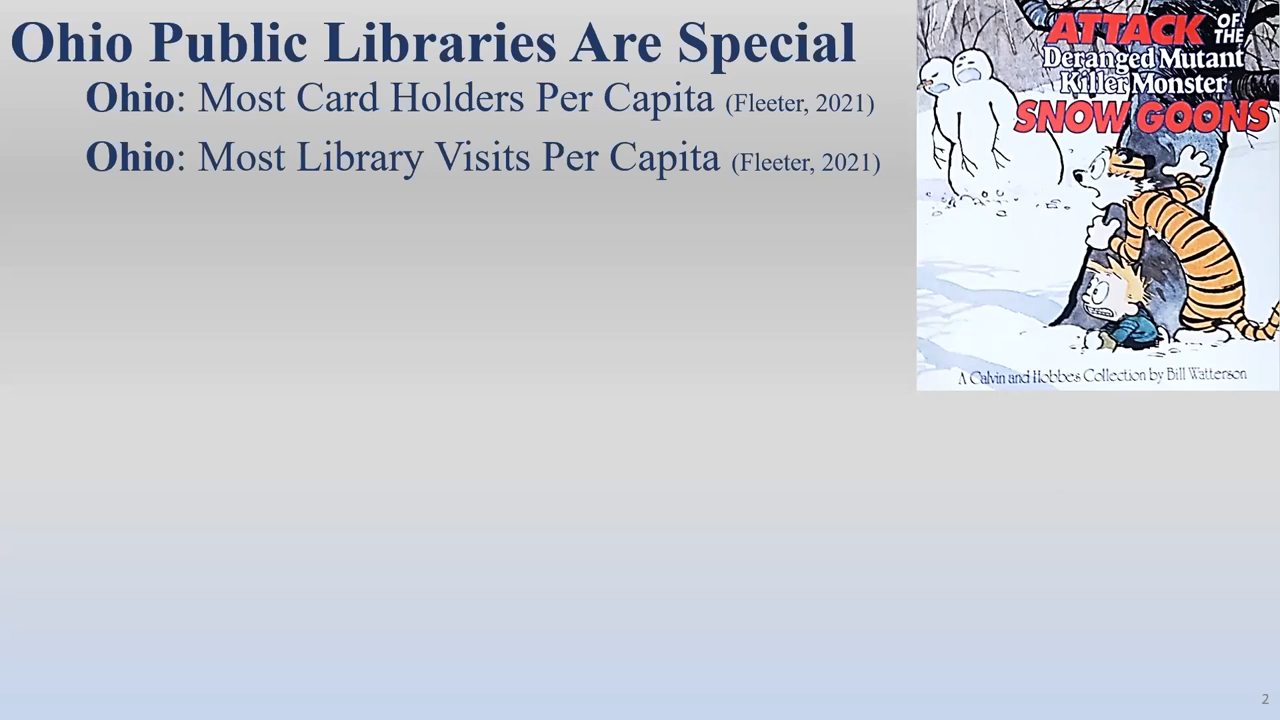 Ohio Public Libraries Are Special
Ohio: Most Card Holders Per Capita (Fleeter, 2021)
Ohio: Most Library Visits Per Capita (Fleeter, 2021)
ATTACK OF THE
Deranged Mutant
Killer Monster
SNOW GOONS
A Calvin and Hobbes Collection by Bill Watterson
2